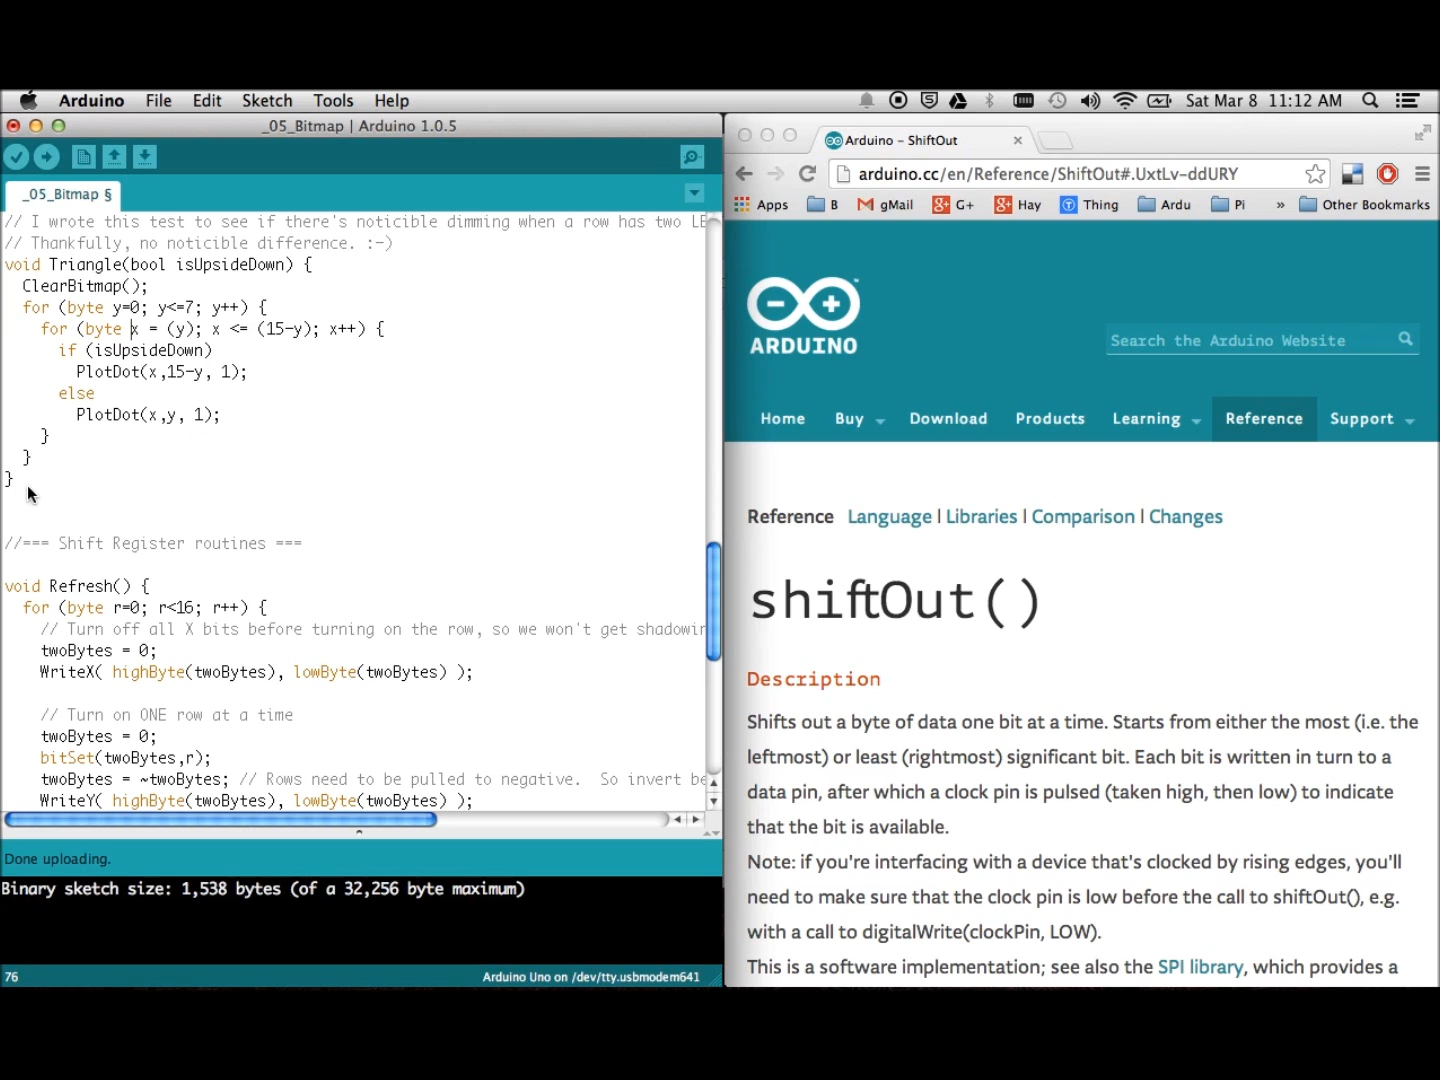 Arduino File Edit Sketch Tools Help
Sat Mar 8 11:12 AM
_05_Bitmap | Arduino 1.0.5
_05_Bitmap §
// I wrote this test to see if there's noticible dimming when a row has two LE
// Thankfully, no noticible difference. :-)
void Triangle(bool isUpsideDown) {
ClearBitmap();
for (byte y=0; y<=7; y++) {
for (byte x = (y); x <= (15-y); x++) {
if (isUpsideDown)
PlotDot(x,15-y, 1);
else
PlotDot(x,y, 1);
}
}
}
//=== Shift Register routines ===
void Refresh() {
for (byte r=0; r<16; r++) {
// Turn off all X bits before turning on the row, so we won't get shadowin
twoBytes = 0;
WriteX( highByte(twoBytes), lowByte(twoBytes) );
// Turn on ONE row at a time
twoBytes = 0;
bitSet(twoBytes,r);
twoBytes = ~twoBytes; // Rows need to be pulled to negative.  So invert be
WriteY( highByte(twoBytes), lowByte(twoBytes) );
Done uploading.
Binary sketch size: 1,538 bytes (of a 32,256 byte maximum)
76
Arduino Uno on /dev/tty.usbmodem641
Arduino - ShiftOut
arduino.cc/en/Reference/ShiftOut#.UxtLv-ddURY
Apps B gMail G+ Hay Thing Ardu Pi » Other Bookmarks
ARDUINO
Search the Arduino Website
Home Buy Download Products Learning Reference Support
Reference Language | Libraries | Comparison | Changes
shiftOut()
Description
Shifts out a byte of data one bit at a time. Starts from either the most (i.e. the
leftmost) or least (rightmost) significant bit. Each bit is written in turn to a
data pin, after which a clock pin is pulsed (taken high, then low) to indicate
that the bit is available.
Note: if you're interfacing with a device that's clocked by rising edges, you'll
need to make sure that the clock pin is low before the call to shiftOut(), e.g.
with a call to digitalWrite(clockPin, LOW).
This is a software implementation; see also the SPI library, which provides a